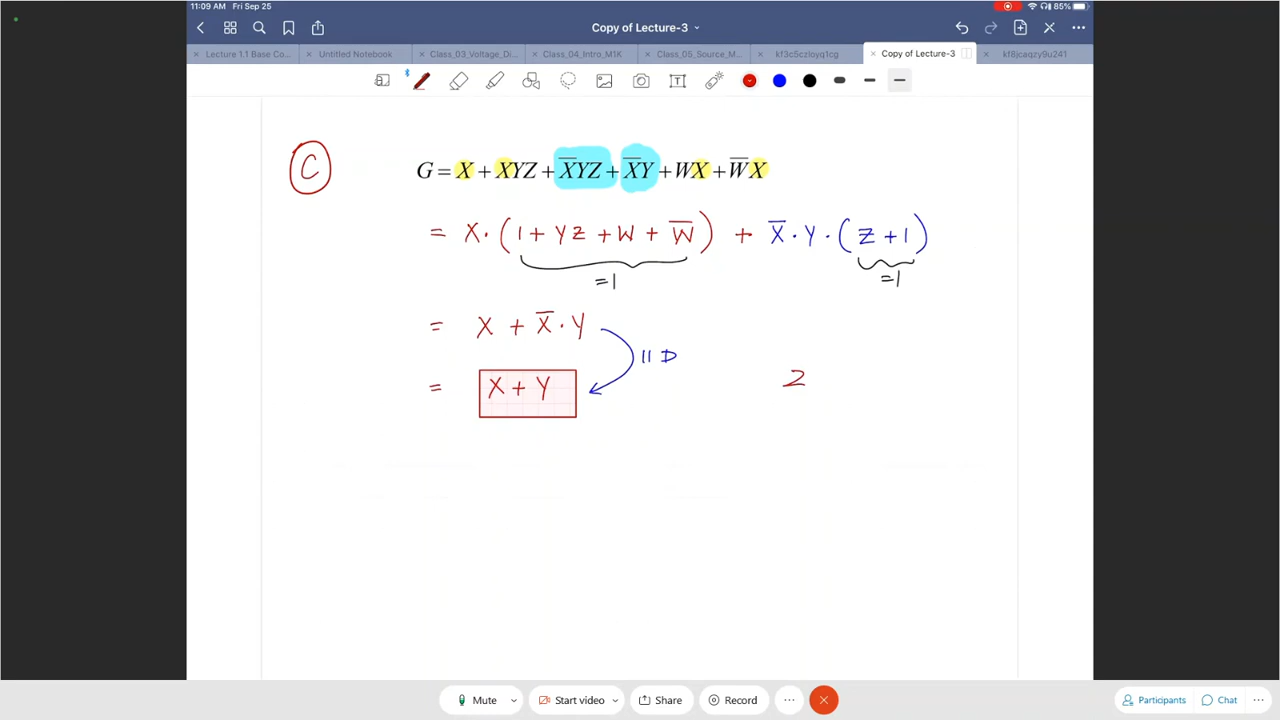 11:09 AM Fri Sep 25
85%
Copy of Lecture-3
Lecture 1.1 Base Co...
Untitled Notebook
Class_03_Voltage_Di...
Class_04_Intro_M1K
Class_05_Source_M...
kf3c5czloyq1cg
Copy of Lecture-3
kf8jcaqzy9u241
C
G = X + XYZ + X̅YZ + X̅Y + WX + W̅X
= X · (1 + YZ + W + W̅) + X̅ · Y · (Z + 1)
=1
=1
= X + X̅ · Y
11 D
= X + Y
2
Mute
Start video
Share
Record
Participants
Chat